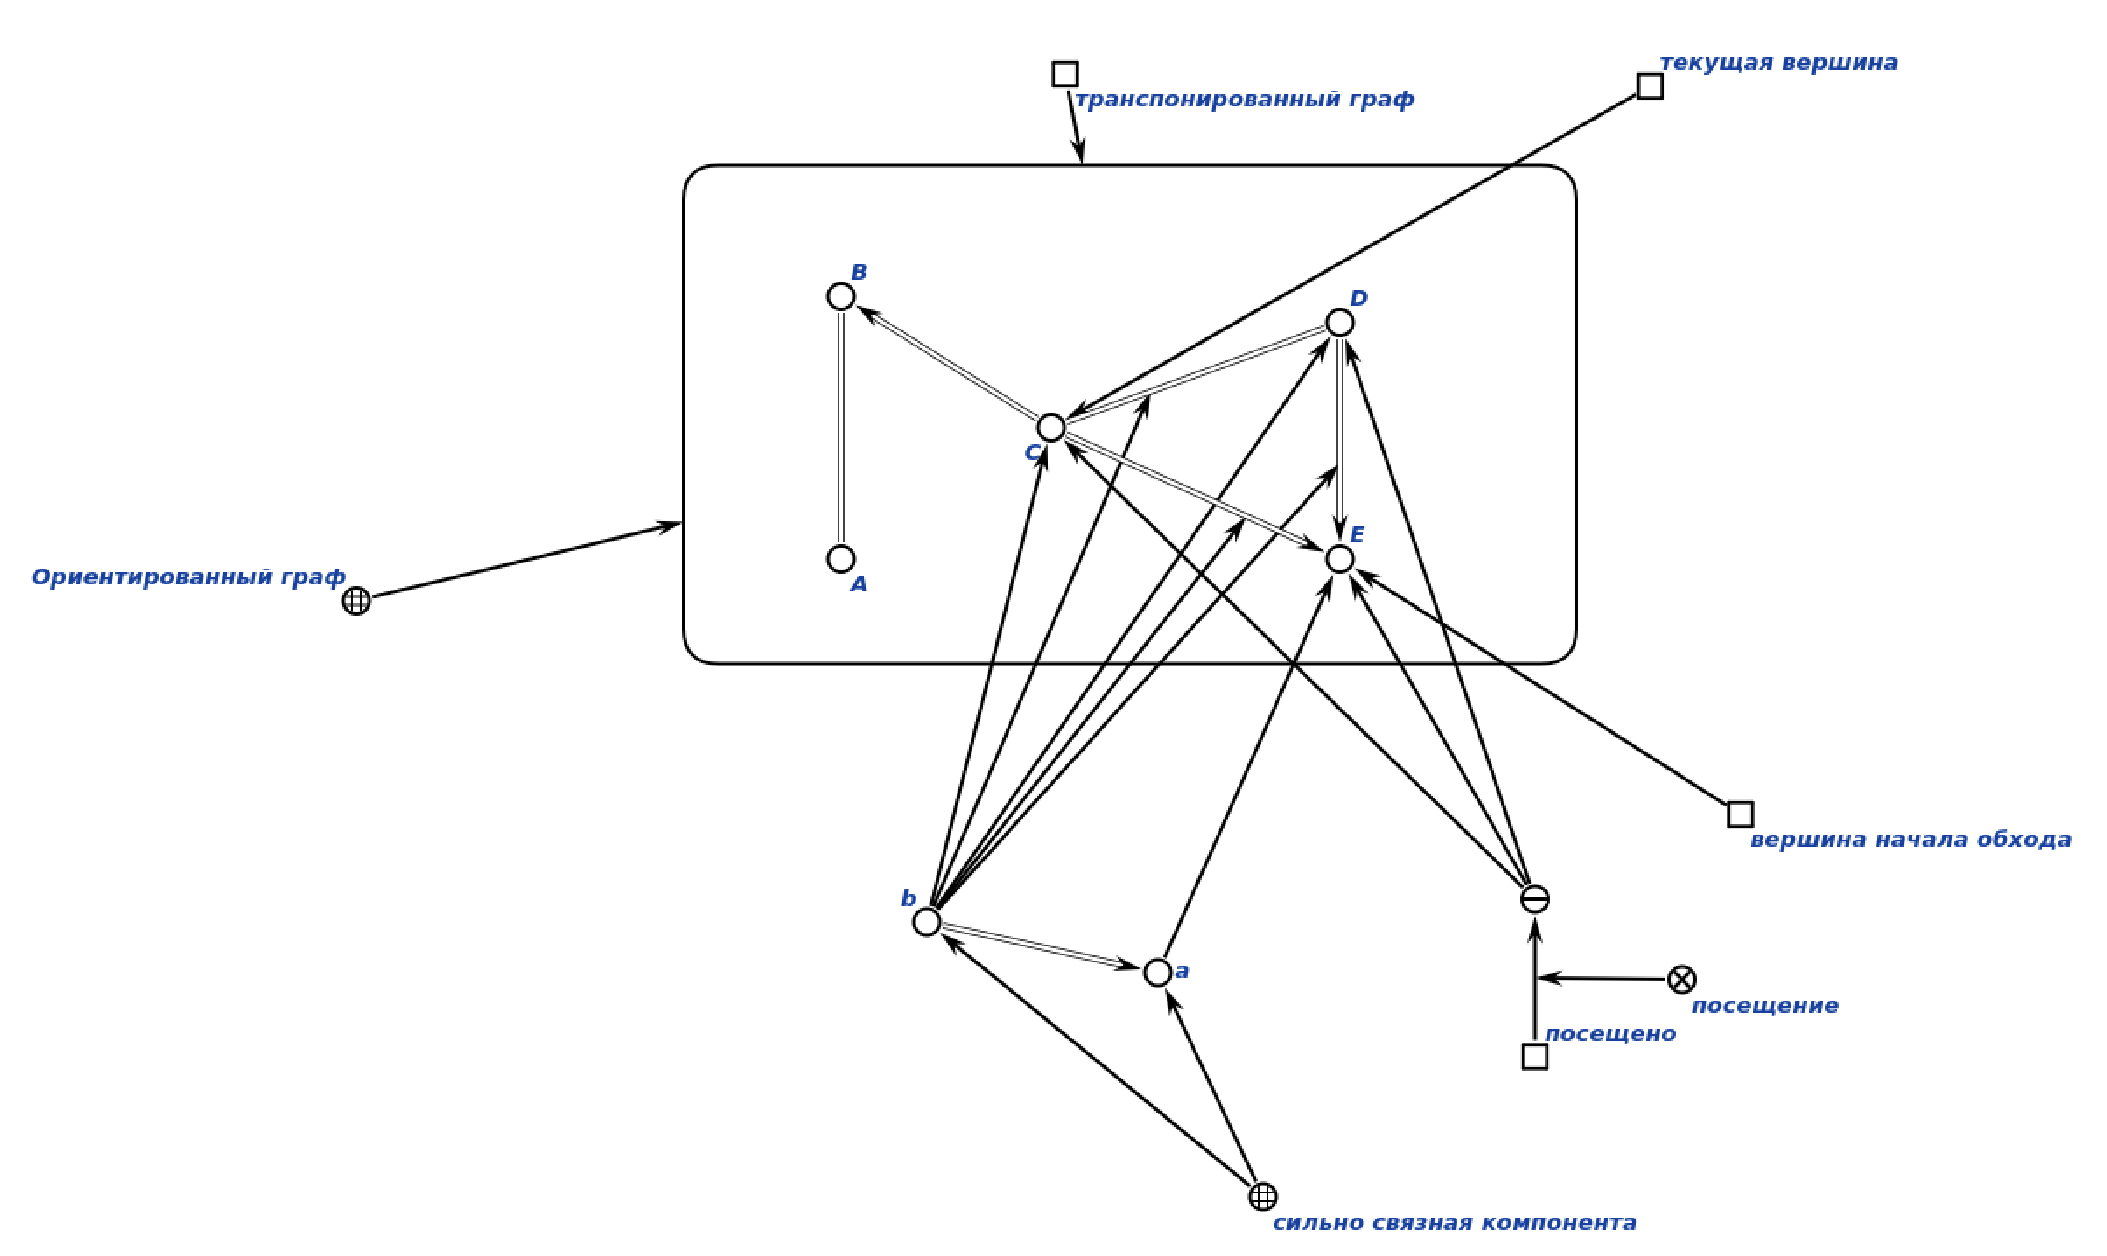 текущая вершина
транспонированный граф
B
D
C
E
Ориентированный граф
A
вершина начала обхода
b
a
посещение
посещено
сильно связная компонента